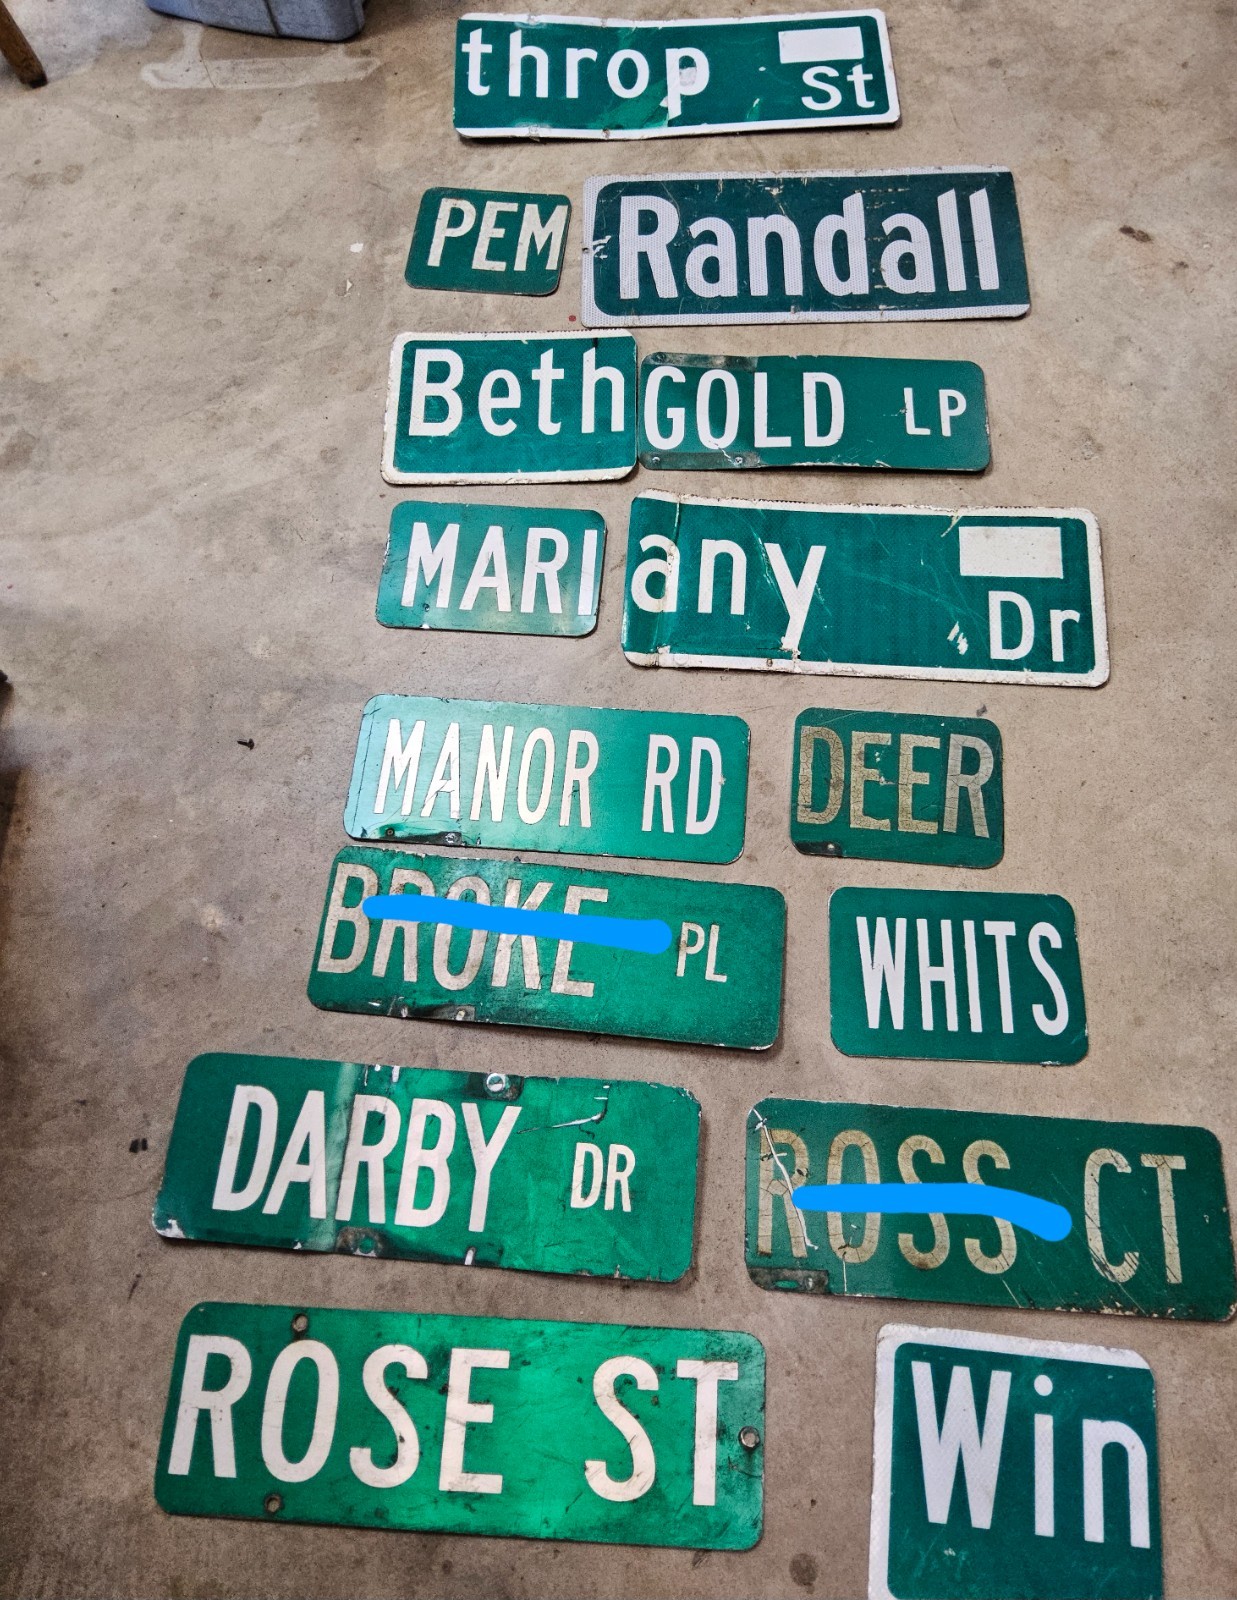 throp St
PEM
Randall
Beth
GOLD LP
MARI
any Dr
MANOR RD
DEER
BROKE PL
WHITS
DARBY DR
ROSS CT
ROSE ST
Win